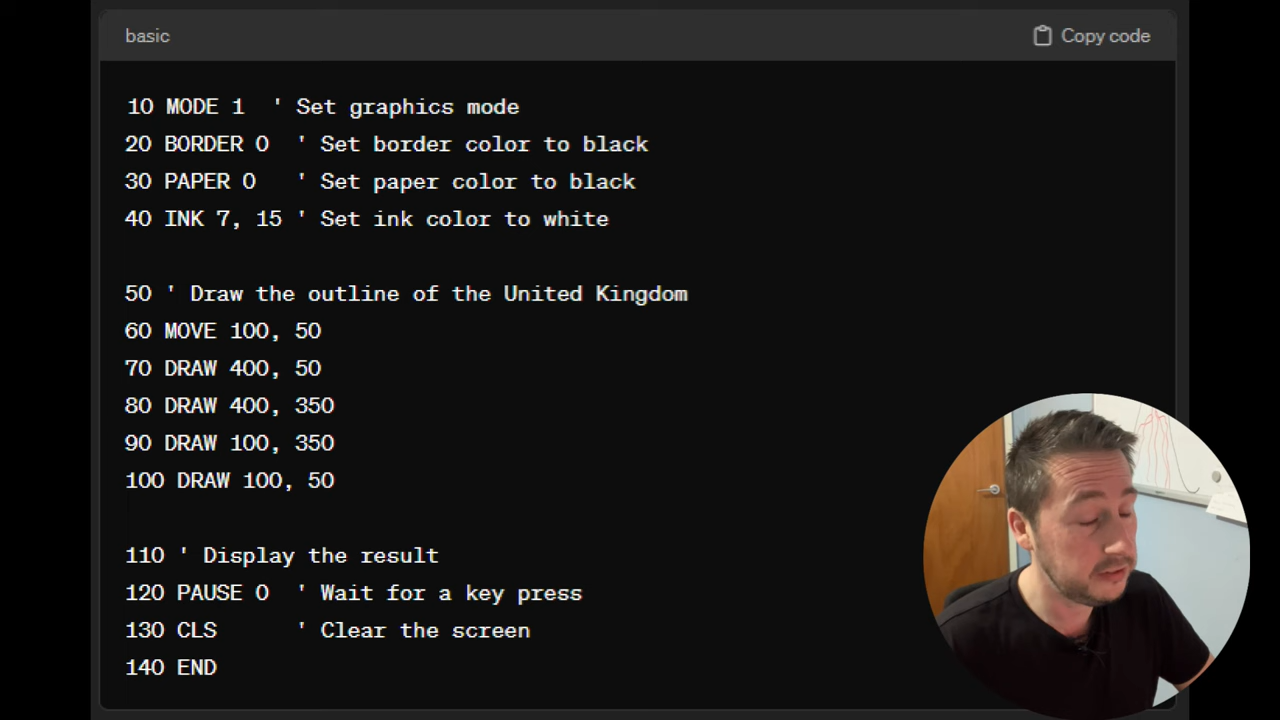 basic
Copy code
10 MODE 1  ' Set graphics mode
20 BORDER 0  ' Set border color to black
30 PAPER 0   ' Set paper color to black
40 INK 7, 15 ' Set ink color to white
50 ' Draw the outline of the United Kingdom
60 MOVE 100, 50
70 DRAW 400, 50
80 DRAW 400, 350
90 DRAW 100, 350
100 DRAW 100, 50
110 ' Display the result
120 PAUSE 0  ' Wait for a key press
130 CLS      ' Clear the screen
140 END